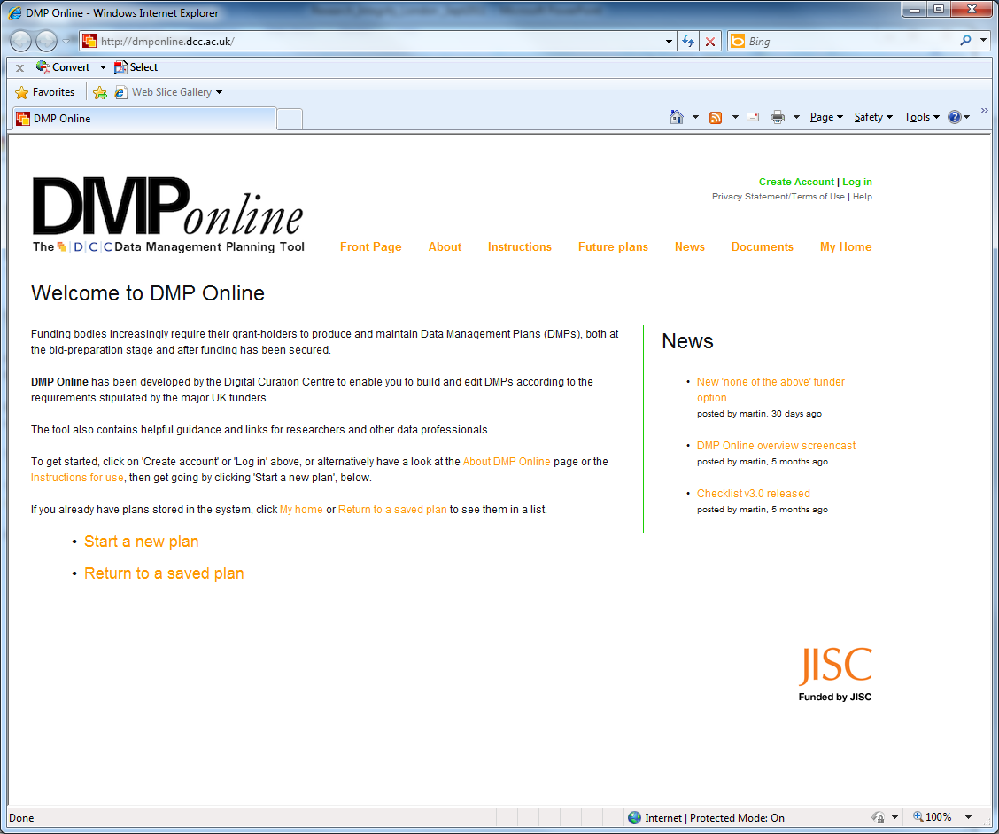 DMP Online - Windows Internet Explorer
http://dmponline.dcc.ac.uk/
Bing
Convert
Select
Favorites
Web Slice Gallery
DMP Online
Page
Safety
Tools
DMPonline
The DCC Data Management Planning Tool
Create Account | Log in
Privacy Statement/Terms of Use | Help
Front Page About Instructions Future plans News Documents My Home
Welcome to DMP Online
Funding bodies increasingly require their grant-holders to produce and maintain Data Management Plans (DMPs), both at
the bid-preparation stage and after funding has been secured.
DMP Online has been developed by the Digital Curation Centre to enable you to build and edit DMPs according to the
requirements stipulated by the major UK funders.
The tool also contains helpful guidance and links for researchers and other data professionals.
To get started, click on 'Create account' or 'Log in' above, or alternatively have a look at the About DMP Online page or the
Instructions for use, then get going by clicking 'Start a new plan', below.
If you already have plans stored in the system, click My home or Return to a saved plan to see them in a list.
• Start a new plan
• Return to a saved plan
News
• New 'none of the above' funder
option
posted by martin, 30 days ago
• DMP Online overview screencast
posted by martin, 5 months ago
• Checklist v3.0 released
posted by martin, 5 months ago
JISC
Funded by JISC
Done
Internet | Protected Mode: On
100%